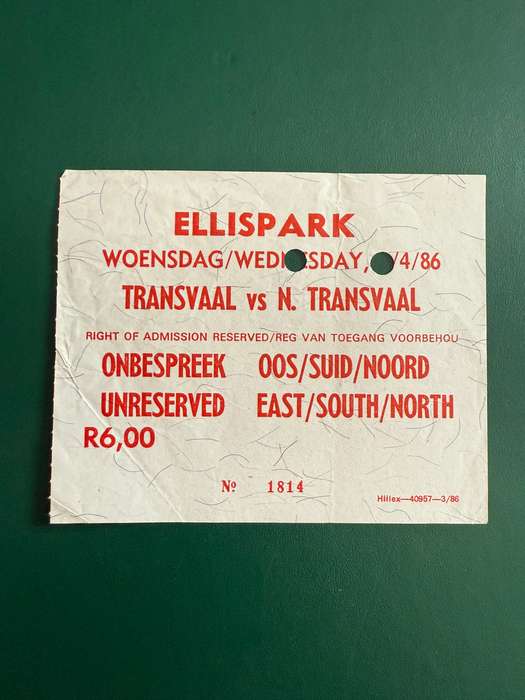 ELLISPARK
WOENSDAG/ /4/86
TRANSVAAL vs N. TRANSVAAL
RIGHT OF ADMISSION RESERVED/REG VAN TOEGANG VOORBEHOU
ONBESPREEK OOS/SUID/NOORD
UNRESERVED EAST/SOUTH/NORTH
R6,00
Nº 1814
Hillex—40957—3/86